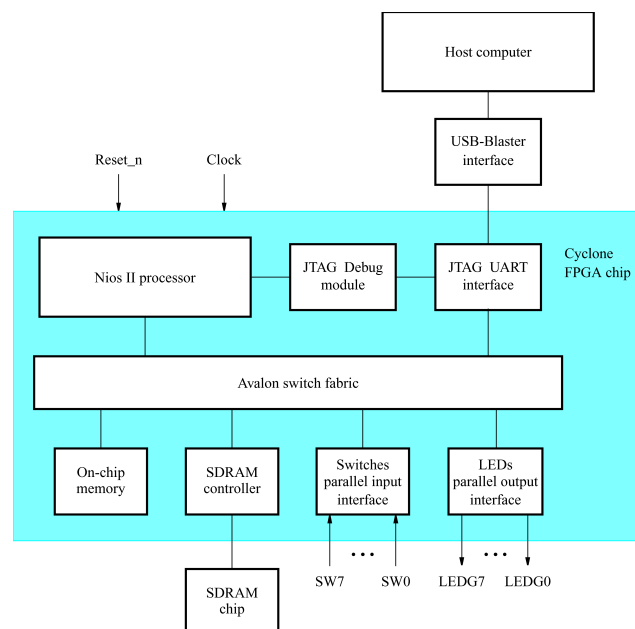 Host computer
USB-Blaster
interface
Reset_n
Clock
Nios II processor
JTAG Debug
module
JTAG UART
interface
Cyclone
FPGA chip
Avalon switch fabric
On-chip
memory
SDRAM
controller
Switches
parallel input
interface
LEDs
parallel output
interface
SW7
•••
SW0
LEDG7
•••
LEDG0
SDRAM
chip